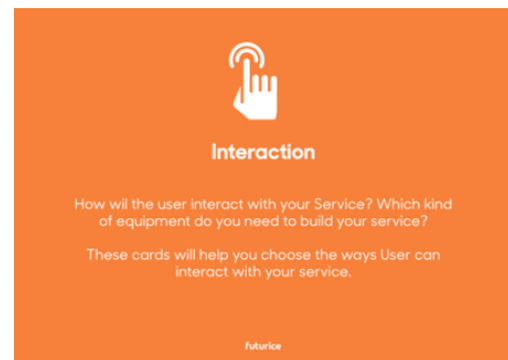 Interaction
How wil the user interact with your Service? Which kind
of equipment do you need to build your service?
These cards will help you choose the ways User can
interact with your service.
futurice